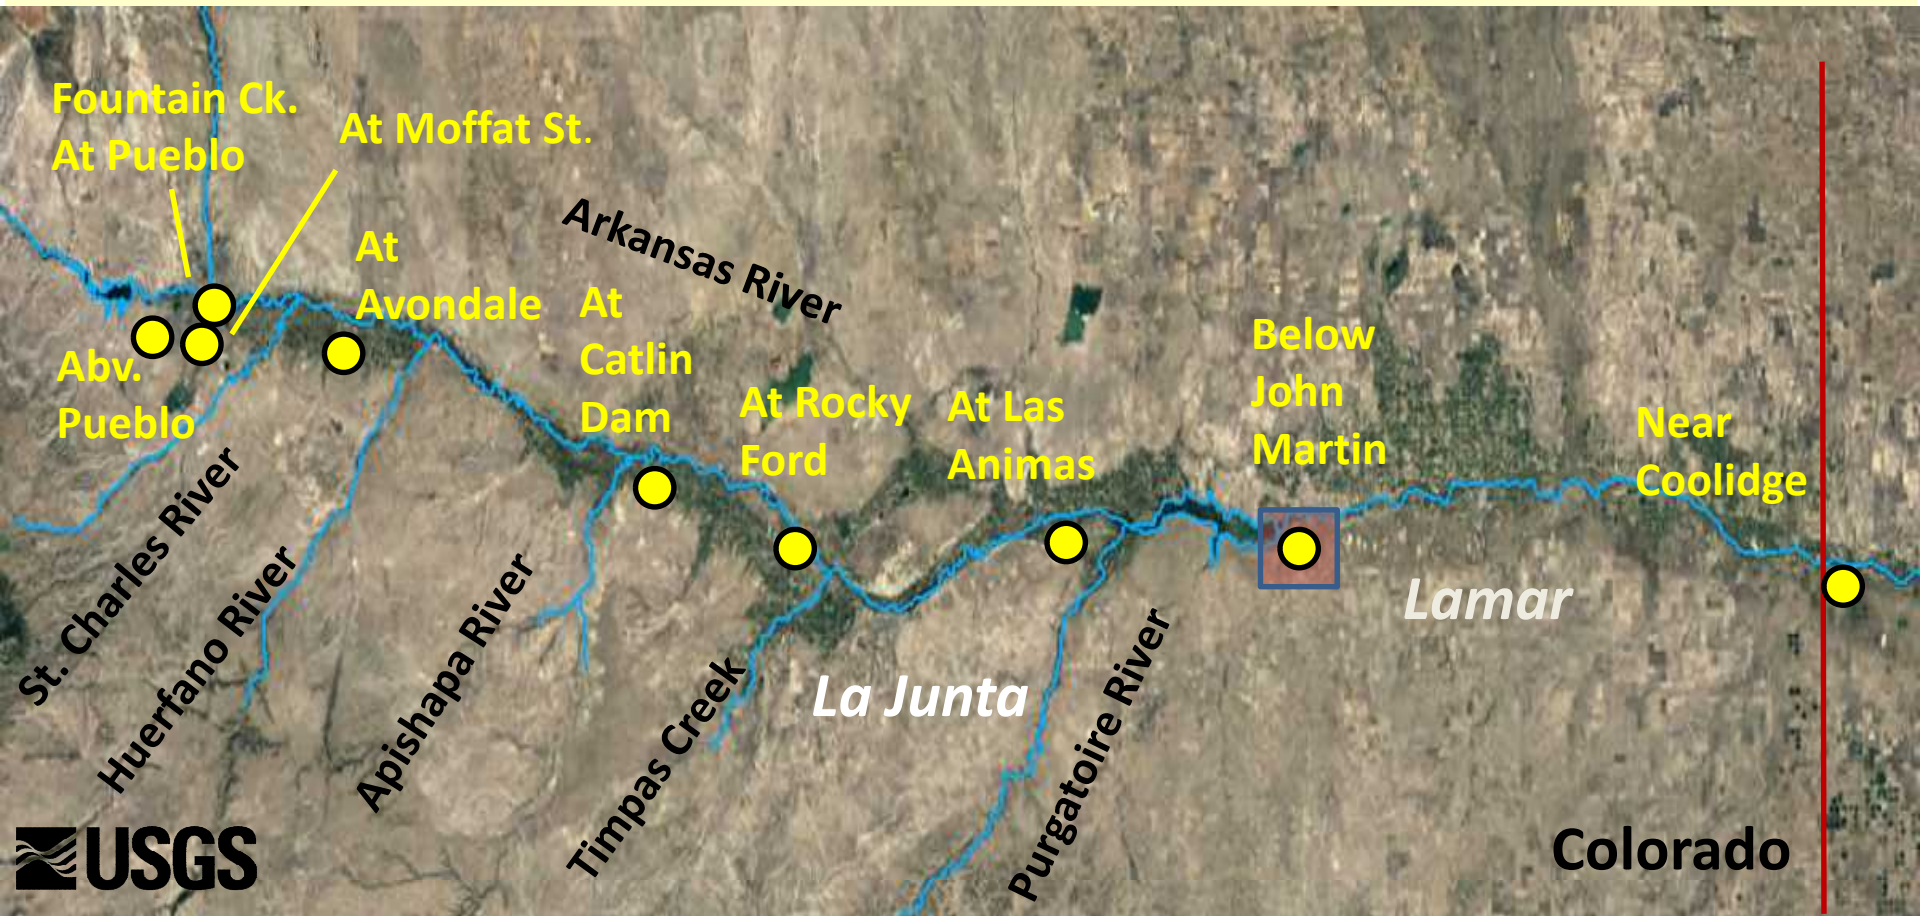 Fountain Ck.
At Pueblo
At Moffat St.
At
Avondale
Arkansas River
At
Catlin
Dam
Abv.
Pueblo
At Rocky
Ford
At Las
Animas
Below
John
Martin
Near
Coolidge
St. Charles River
Huerfano River
Apishapa River
Timpas Creek
La Junta
Purgatoire River
Lamar
Colorado
USGS